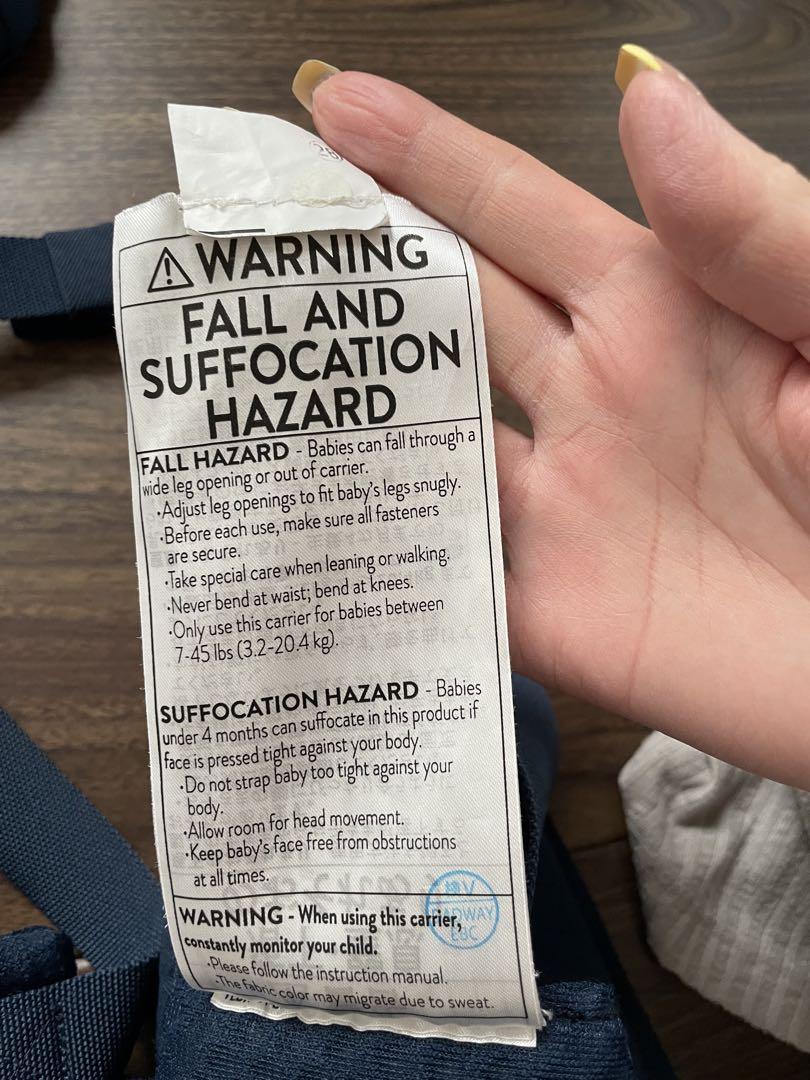 WARNING
FALL AND
SUFFOCATION
HAZARD
FALL HAZARD - Babies can fall through a
wide leg opening or out of carrier.
•Adjust leg openings to fit baby's legs snugly.
•Before each use, make sure all fasteners
are secure.
•Take special care when leaning or walking.
•Never bend at waist; bend at knees.
•Only use this carrier for babies between
7-45 lbs (3.2-20.4 kg).
SUFFOCATION HAZARD - Babies
under 4 months can suffocate in this product if
face is pressed tight against your body.
•Do not strap baby too tight against your
body.
•Allow room for head movement.
•Keep baby's face free from obstructions
at all times.
WARNING - When using this carrier,
constantly monitor your child.
•Please follow the instruction manual.
•The fabric color may migrate due to sweat.